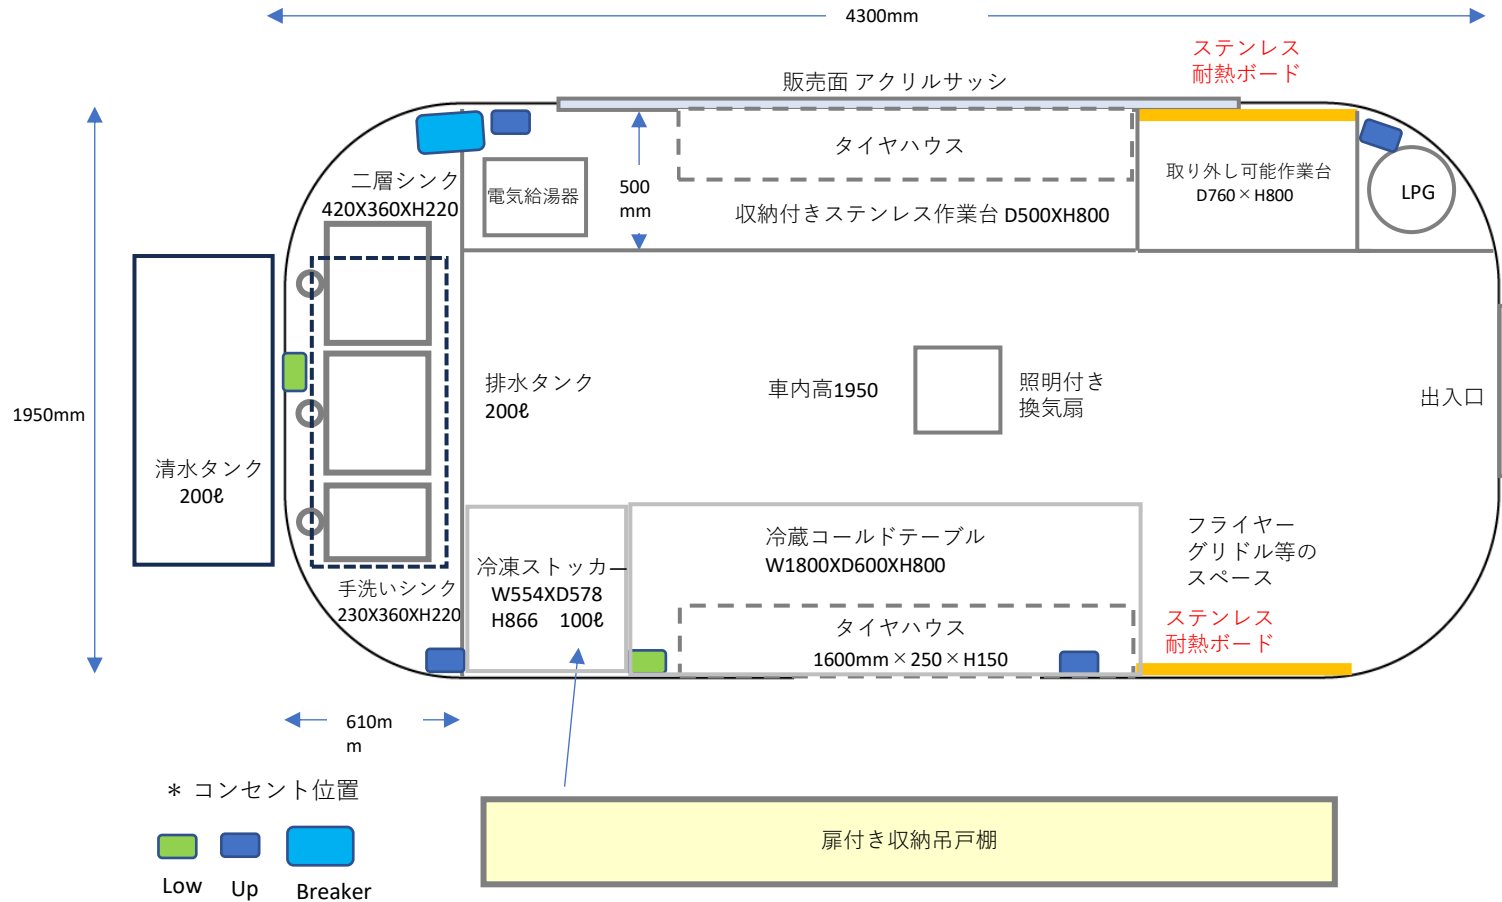 4300mm
ステンレス
耐熱ボード
販売面 アクリルサッシ
タイヤハウス
二層シンク
420X360XH220
電気給湯器
500
mm
収納付きステンレス作業台 D500XH800
取り外し可能作業台
D760×H800
LPG
1950mm
清水タンク
200ℓ
排水タンク
200ℓ
車内高1950
照明付き
換気扇
出入口
手洗いシンク
230X360XH220
冷凍ストッカー
W554XD578
H866 100ℓ
冷蔵コールドテーブル
W1800XD600XH800
タイヤハウス
1600mm×250×H150
フライヤー
グリドル等の
スペース
ステンレス
耐熱ボード
610m
m
＊ コンセント位置
Low
Up
Breaker
扉付き収納吊戸棚